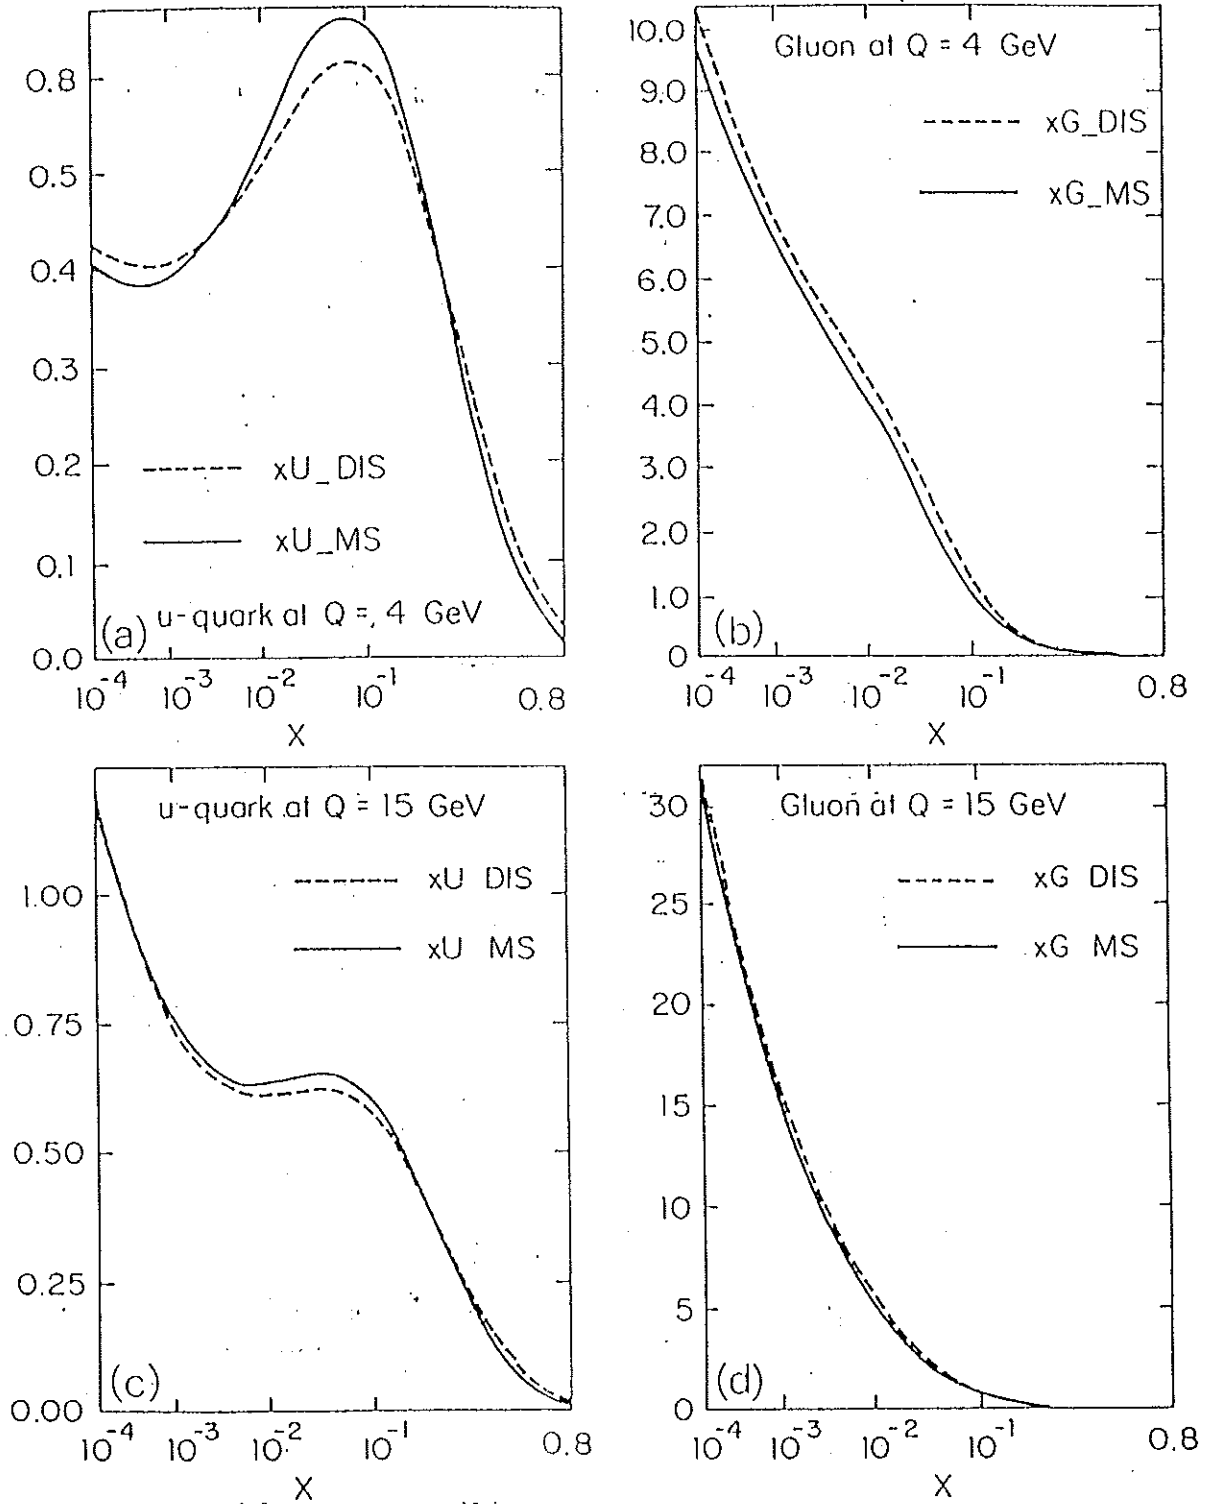 0.8
0.5
0.4
0.3
0.2
0.1
0.0
xU_DIS
xU_MS
(a) u-quark at Q =, 4 GeV
10⁻⁴ 10⁻³ 10⁻² 10⁻¹ 0.8
X
10.0
9.0
8.0
7.0
6.0
5.0
4.0
3.0
2.0
1.0
0
Gluon at Q = 4 GeV
xG_DIS
xG_MS
(b)
10⁻⁴ 10⁻³ 10⁻² 10⁻¹ 0.8
X
u-quark at Q = 15 GeV
xU DIS
xU MS
1.00
0.75
0.50
0.25
0.00
(c)
10⁻⁴ 10⁻³ 10⁻² 10⁻¹ 0.8
X
Gluon at Q = 15 GeV
xG DIS
xG MS
30
25
20
15
10
5
0
(d)
10⁻⁴ 10⁻³ 10⁻² 10⁻¹ 0.8
X